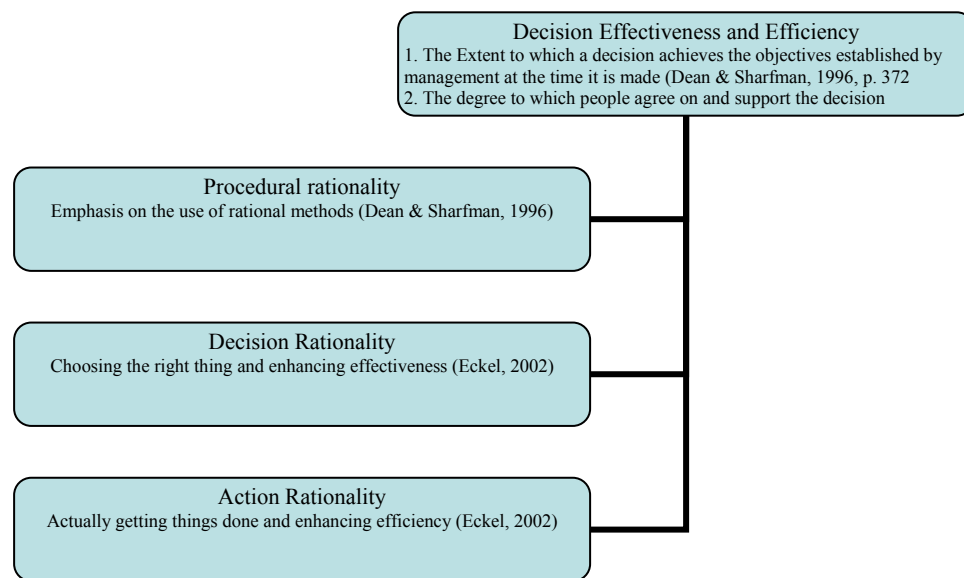 Decision Effectiveness and Efficiency
1. The Extent to which a decision achieves the objectives established by
management at the time it is made (Dean & Sharfman, 1996, p. 372
2. The degree to which people agree on and support the decision
Procedural rationality
Emphasis on the use of rational methods (Dean & Sharfman, 1996)
Decision Rationality
Choosing the right thing and enhancing effectiveness (Eckel, 2002)
Action Rationality
Actually getting things done and enhancing efficiency (Eckel, 2002)